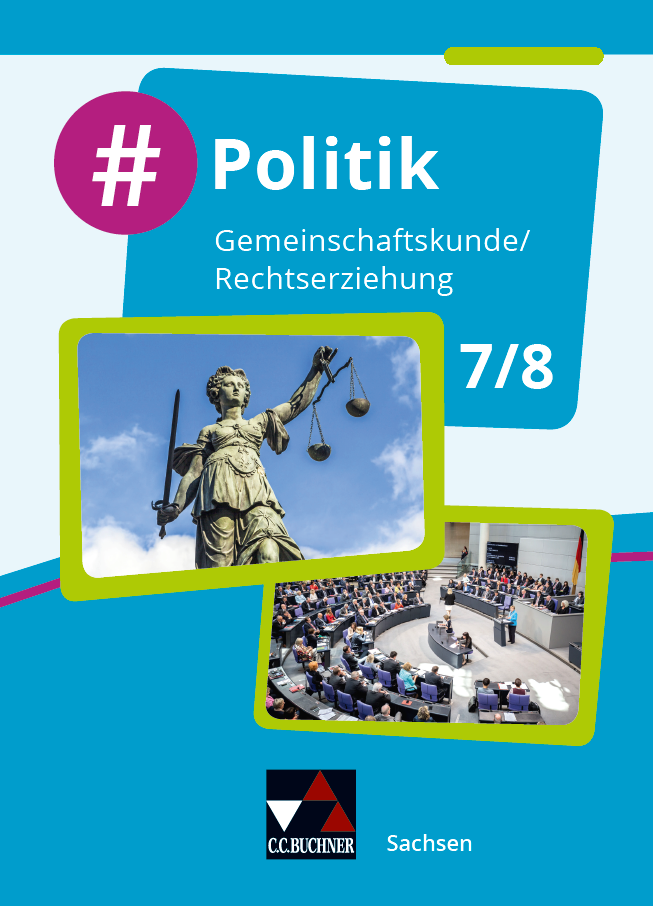 #
Politik
Gemeinschaftskunde/
Rechtserziehung
7/8
C.C.BUCHNER
Sachsen